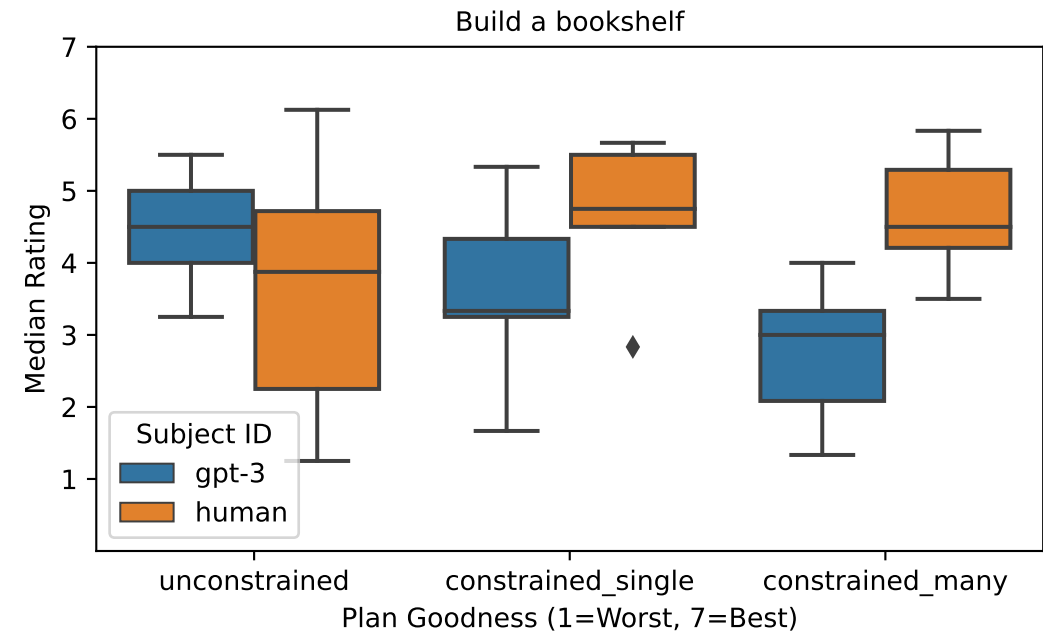 Build a bookshelf
Median Rating
7
6
5
4
3
2
1
Subject ID
gpt-3
human
unconstrained
constrained_single
constrained_many
Plan Goodness (1=Worst, 7=Best)